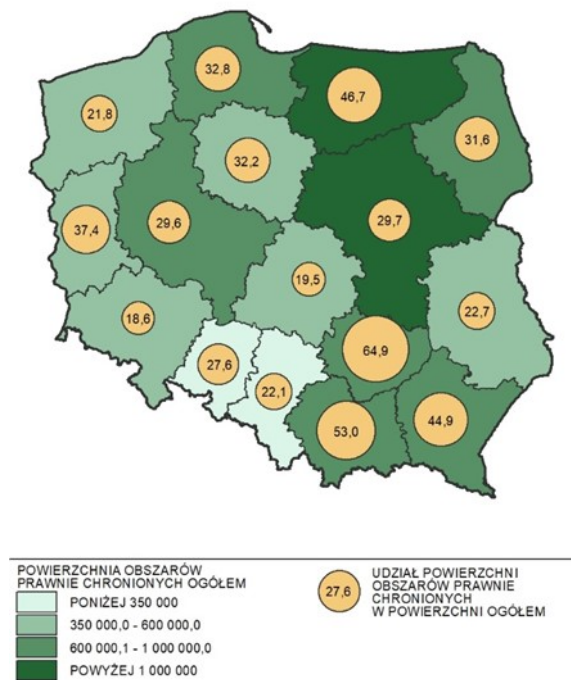 32,8
46,7
21,8
31,6
32,2
37,4
29,6
29,7
19,5
22,7
18,6
64,9
27,6
22,1
53,0
44,9
POWIERZCHNIA OBSZARÓW
PRAWNIE CHRONIONYCH OGÓŁEM
PONIŻEJ 350 000
350 000,0 - 600 000,0
600 000,1 - 1 000 000,0
POWYŻEJ 1 000 000
27,6
UDZIAŁ POWIERZCHNI
OBSZARÓW PRAWNIE
CHRONIONYCH
W POWIERZCHNI OGÓŁEM